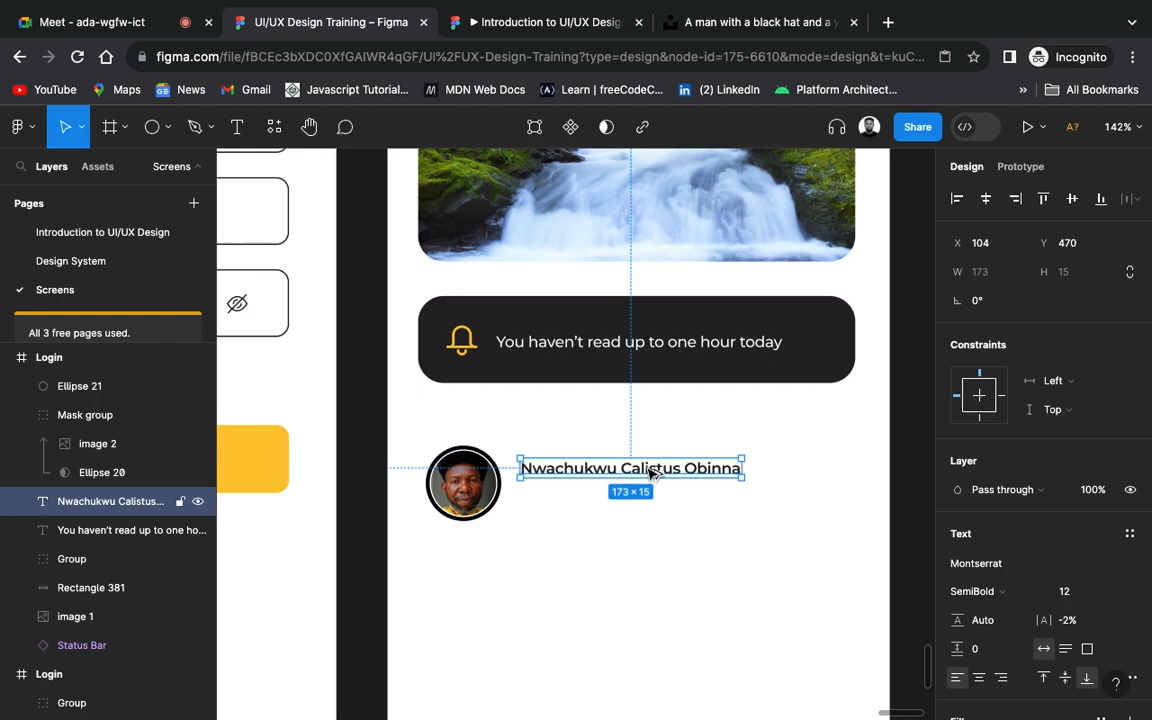 Meet - ada-wgfw-ict
UI/UX Design Training – Figma
Introduction to UI/UX Desig
A man with a black hat and a y
figma.com/file/fBCEc3bXDC0XfGAIWR4qGF/UI%2FUX-Design-Training?type=design&node-id=175-6610&mode=design&t=kuC...
Incognito
YouTube
Maps
News
Gmail
Javascript Tutorial...
MDN Web Docs
Learn | freeCodeC...
(2) LinkedIn
Platform Architect...
»
All Bookmarks
Share
A?
142%
Layers
Assets
Screens
Design
Prototype
Pages
Introduction to UI/UX Design
Design System
Screens
All 3 free pages used.
Login
Ellipse 21
Mask group
image 2
Ellipse 20
Nwachukwu Calistus...
You haven't read up to one ho...
Group
Rectangle 381
image 1
Status Bar
Login
Group
You haven't read up to one hour today
Nwachukwu Calistus Obinna
173 × 15
X 104
Y 470
W 173
H 15
0°
Constraints
Left
Top
Layer
Pass through
100%
Text
Montserrat
SemiBold
12
Auto
|A| -2%
0
?
Fill